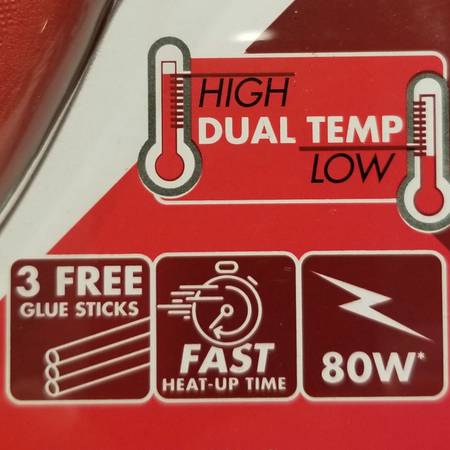 HIGH
DUAL TEMP
LOW
3 FREE
GLUE STICKS
FAST
HEAT-UP TIME
80W*